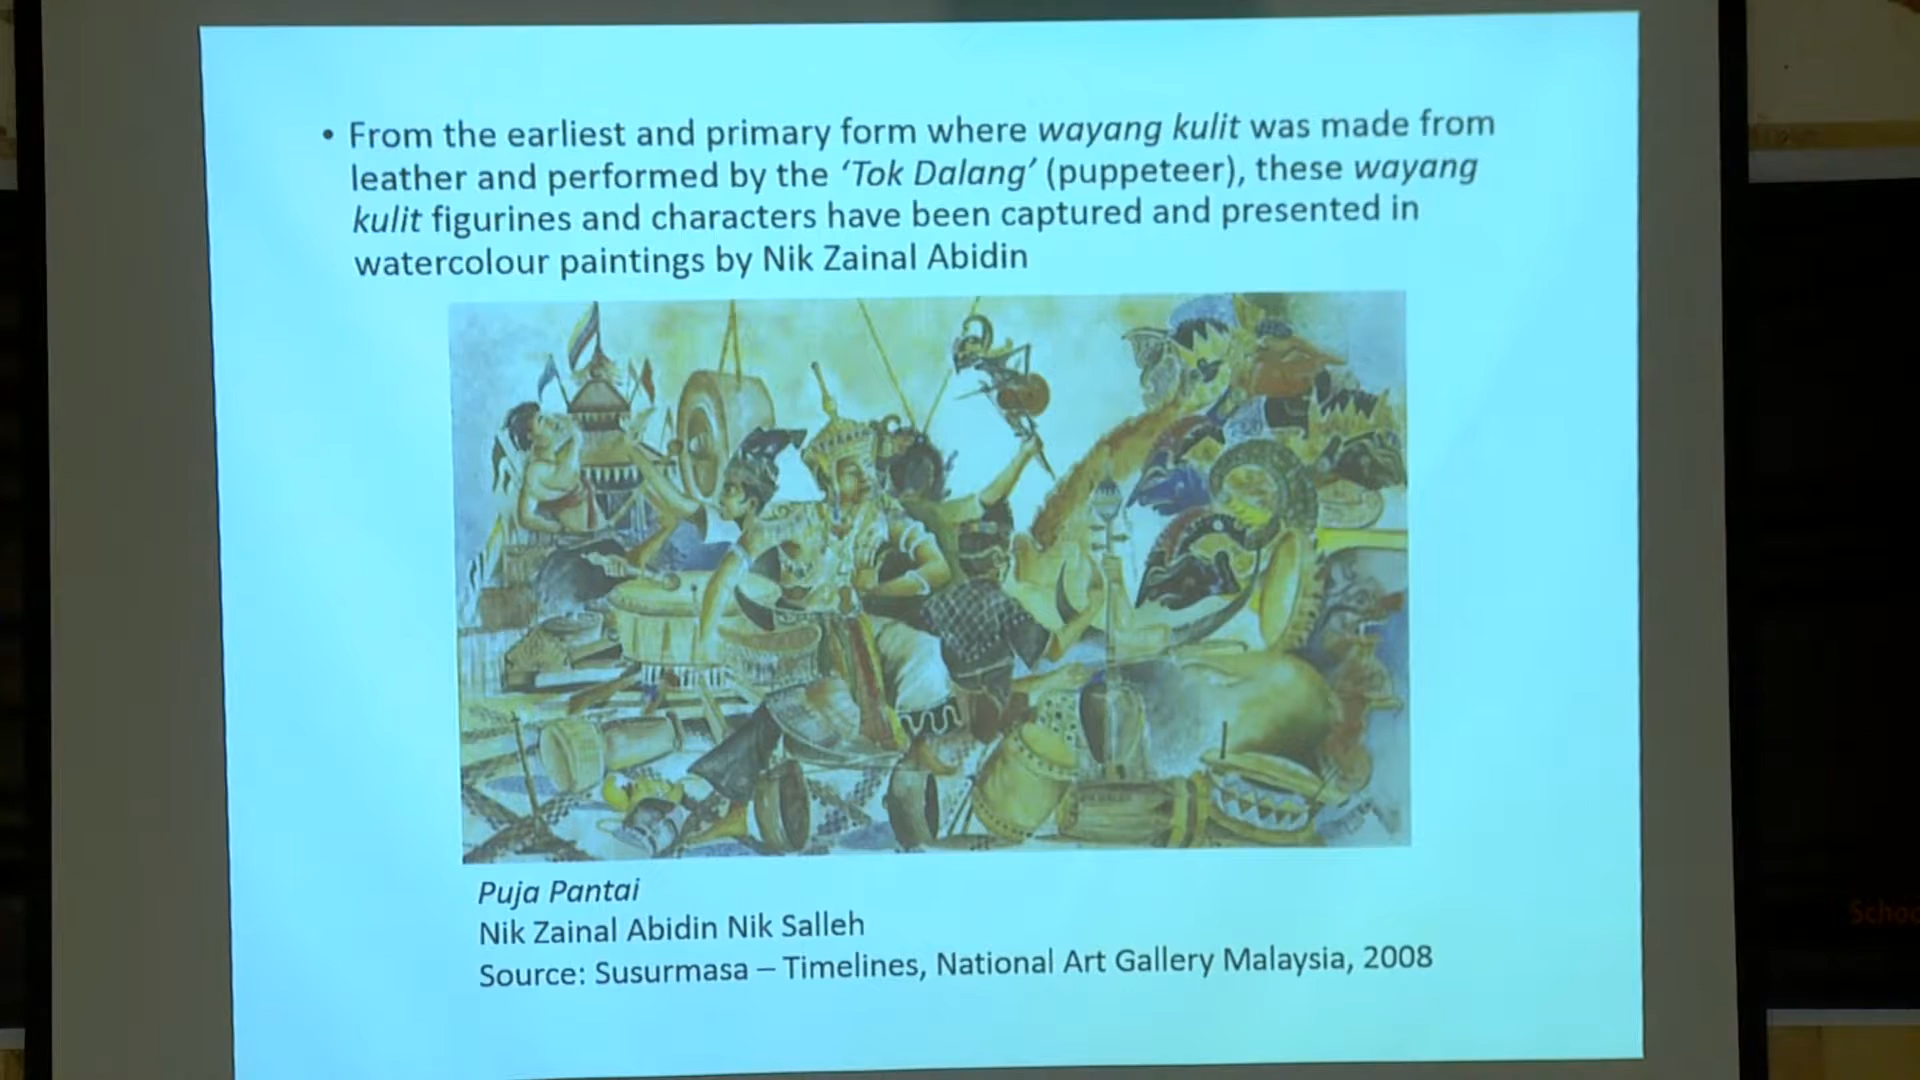 • From the earliest and primary form where wayang kulit was made from
leather and performed by the ‘Tok Dalang’ (puppeteer), these wayang
kulit figurines and characters have been captured and presented in
watercolour paintings by Nik Zainal Abidin
Puja Pantai
Nik Zainal Abidin Nik Salleh
Source: Susurmasa – Timelines, National Art Gallery Malaysia, 2008